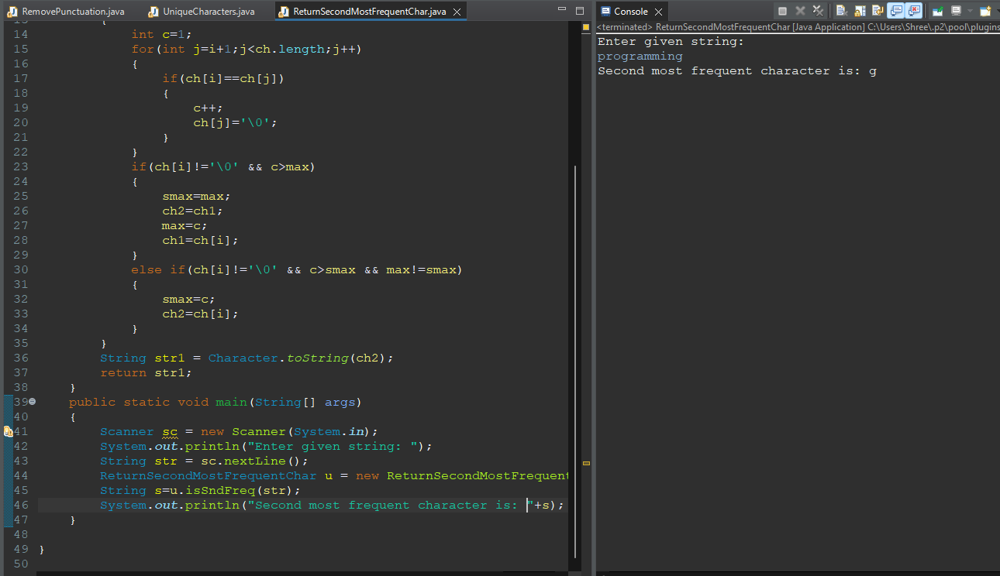 RemovePunctuation.java UniqueCharacters.java ReturnSecondMostFrequentChar.java
14 int c=1;
15 for(int j=i+1;j<ch.length;j++)
16 {
17 if(ch[i]==ch[j])
18 {
19 c++;
20 ch[j]='\0';
21 }
22 }
23 if(ch[i]!='\0' && c>max)
24 {
25 smax=max;
26 ch2=ch1;
27 max=c;
28 ch1=ch[i];
29 }
30 else if(ch[i]!='\0' && c>smax && max!=smax)
31 {
32 smax=c;
33 ch2=ch[i];
34 }
35 }
36 String str1 = Character.toString(ch2);
37 return str1;
38 }
39 public static void main(String[] args)
40 {
41 Scanner sc = new Scanner(System.in);
42 System.out.println("Enter given string: ");
43 String str = sc.nextLine();
44 ReturnSecondMostFrequentChar u = new ReturnSecondMostFrequent
45 String s=u.isSndFreq(str);
46 System.out.println("Second most frequent character is: "+s);
47 }
48
49 }
50
Console
<terminated> ReturnSecondMostFrequentChar [Java Application] C:\Users\Shree\.p2\pool\plugins
Enter given string:
programming
Second most frequent character is: g